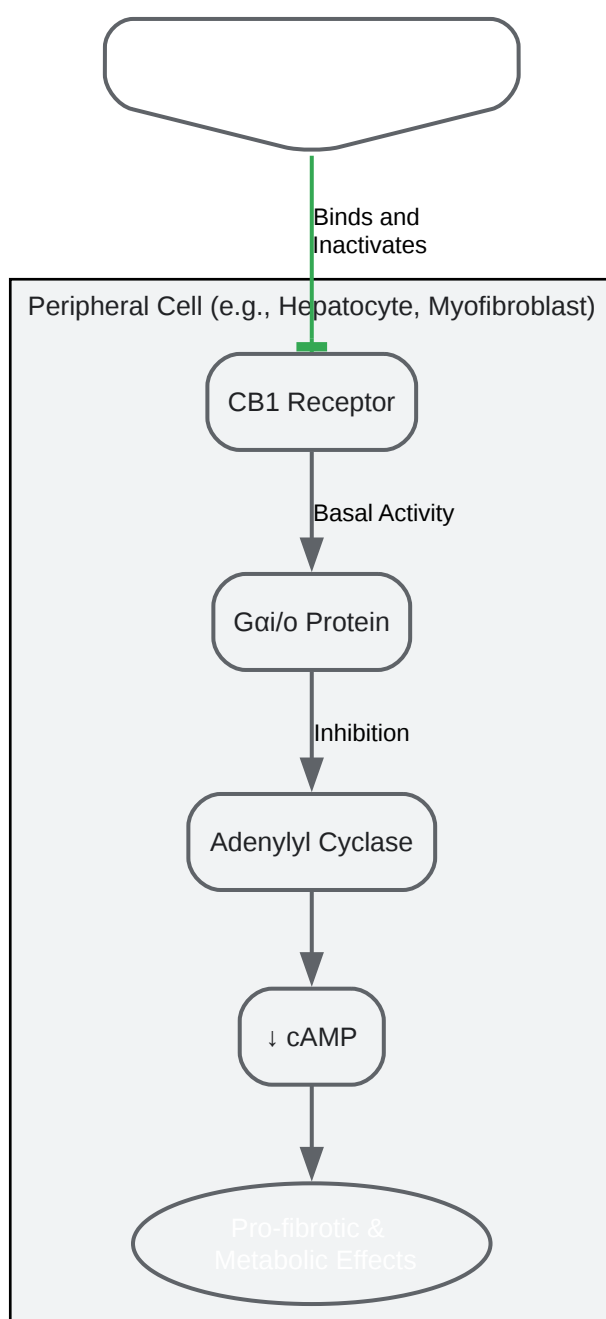 Binds and
Inactivates
Peripheral Cell (e.g., Hepatocyte, Myofibroblast)
CB1 Receptor
Basal Activity
Gαi/o Protein
Inhibition
Adenylyl Cyclase
↓ cAMP
Pro-fibrotic &
Metabolic Effects